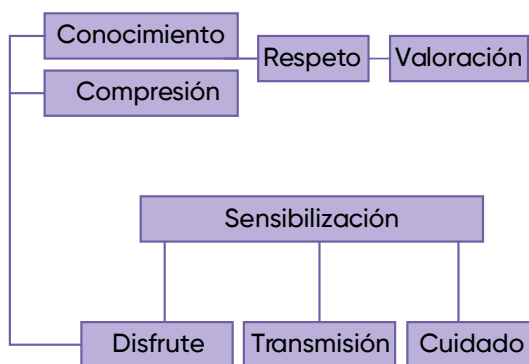 Conocimiento
Respeto
Valoración
Compresión
Sensibilización
Disfrute
Transmisión
Cuidado